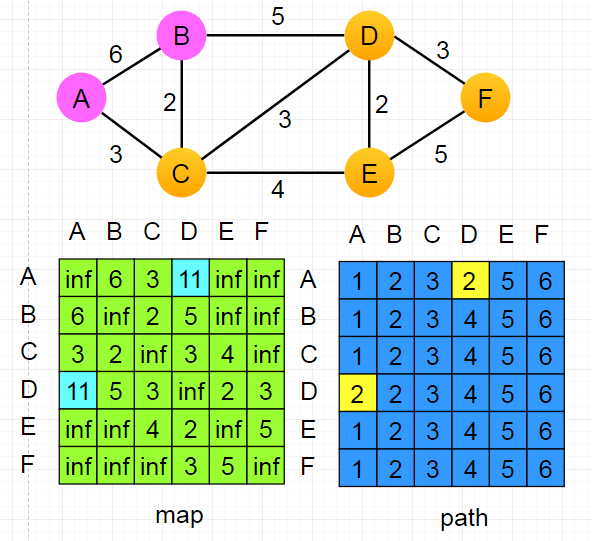 5
B
D
6
3
A
2
2
F
3
3
5
C
E
4
A B C D E F
A inf 6 3 11 inf inf
B 6 inf 2 5 inf inf
C 3 2 inf 3 4 inf
D 11 5 3 inf 2 3
E inf inf 4 2 inf 5
F inf inf inf 3 5 inf
map
A B C D E F
A 1 2 3 2 5 6
B 1 2 3 4 5 6
C 1 2 3 4 5 6
D 2 2 3 4 5 6
E 1 2 3 4 5 6
F 1 2 3 4 5 6
path